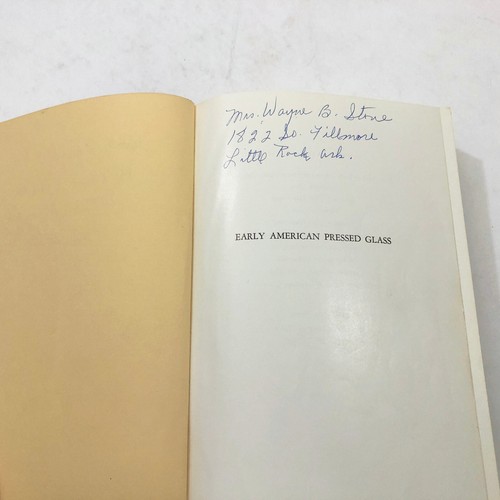 Mrs. Wayne B. Stone
1822 So. Fillmore
Little Rock, Ark.
EARLY AMERICAN PRESSED GLASS